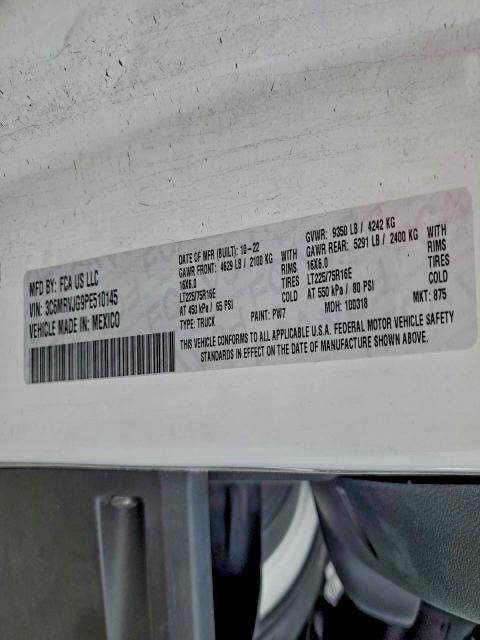 MFD BY: FCA US LLC
VIN: 3C6MRVJG9PE510145
VEHICLE MADE IN: MEXICO
DATE OF MFR (BUILT): 10-22
GAWR FRONT: 4629 LB / 2100 KG WITH
16X6.0 RIMS
LT225/75R16E TIRES
AT 450 kPa / 65 PSI COLD
TYPE: TRUCK PAINT: PW7
GVWR: 9350 LB / 4242 KG
GAWR REAR: 5291 LB / 2400 KG WITH
16X6.0 RIMS
LT225/75R16E TIRES
AT 550 kPa / 80 PSI COLD
MDH: 100318 MKT: 875
THIS VEHICLE CONFORMS TO ALL APPLICABLE U.S.A. FEDERAL MOTOR VEHICLE SAFETY
STANDARDS IN EFFECT ON THE DATE OF MANUFACTURE SHOWN ABOVE.